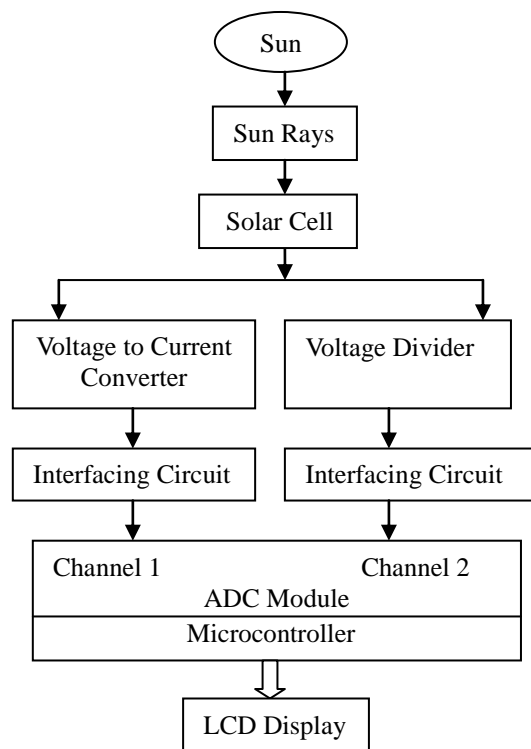 Sun
Sun Rays
Solar Cell
Voltage to Current
Converter
Voltage Divider
Interfacing Circuit
Interfacing Circuit
Channel 1
Channel 2
ADC Module
Microcontroller
LCD Display